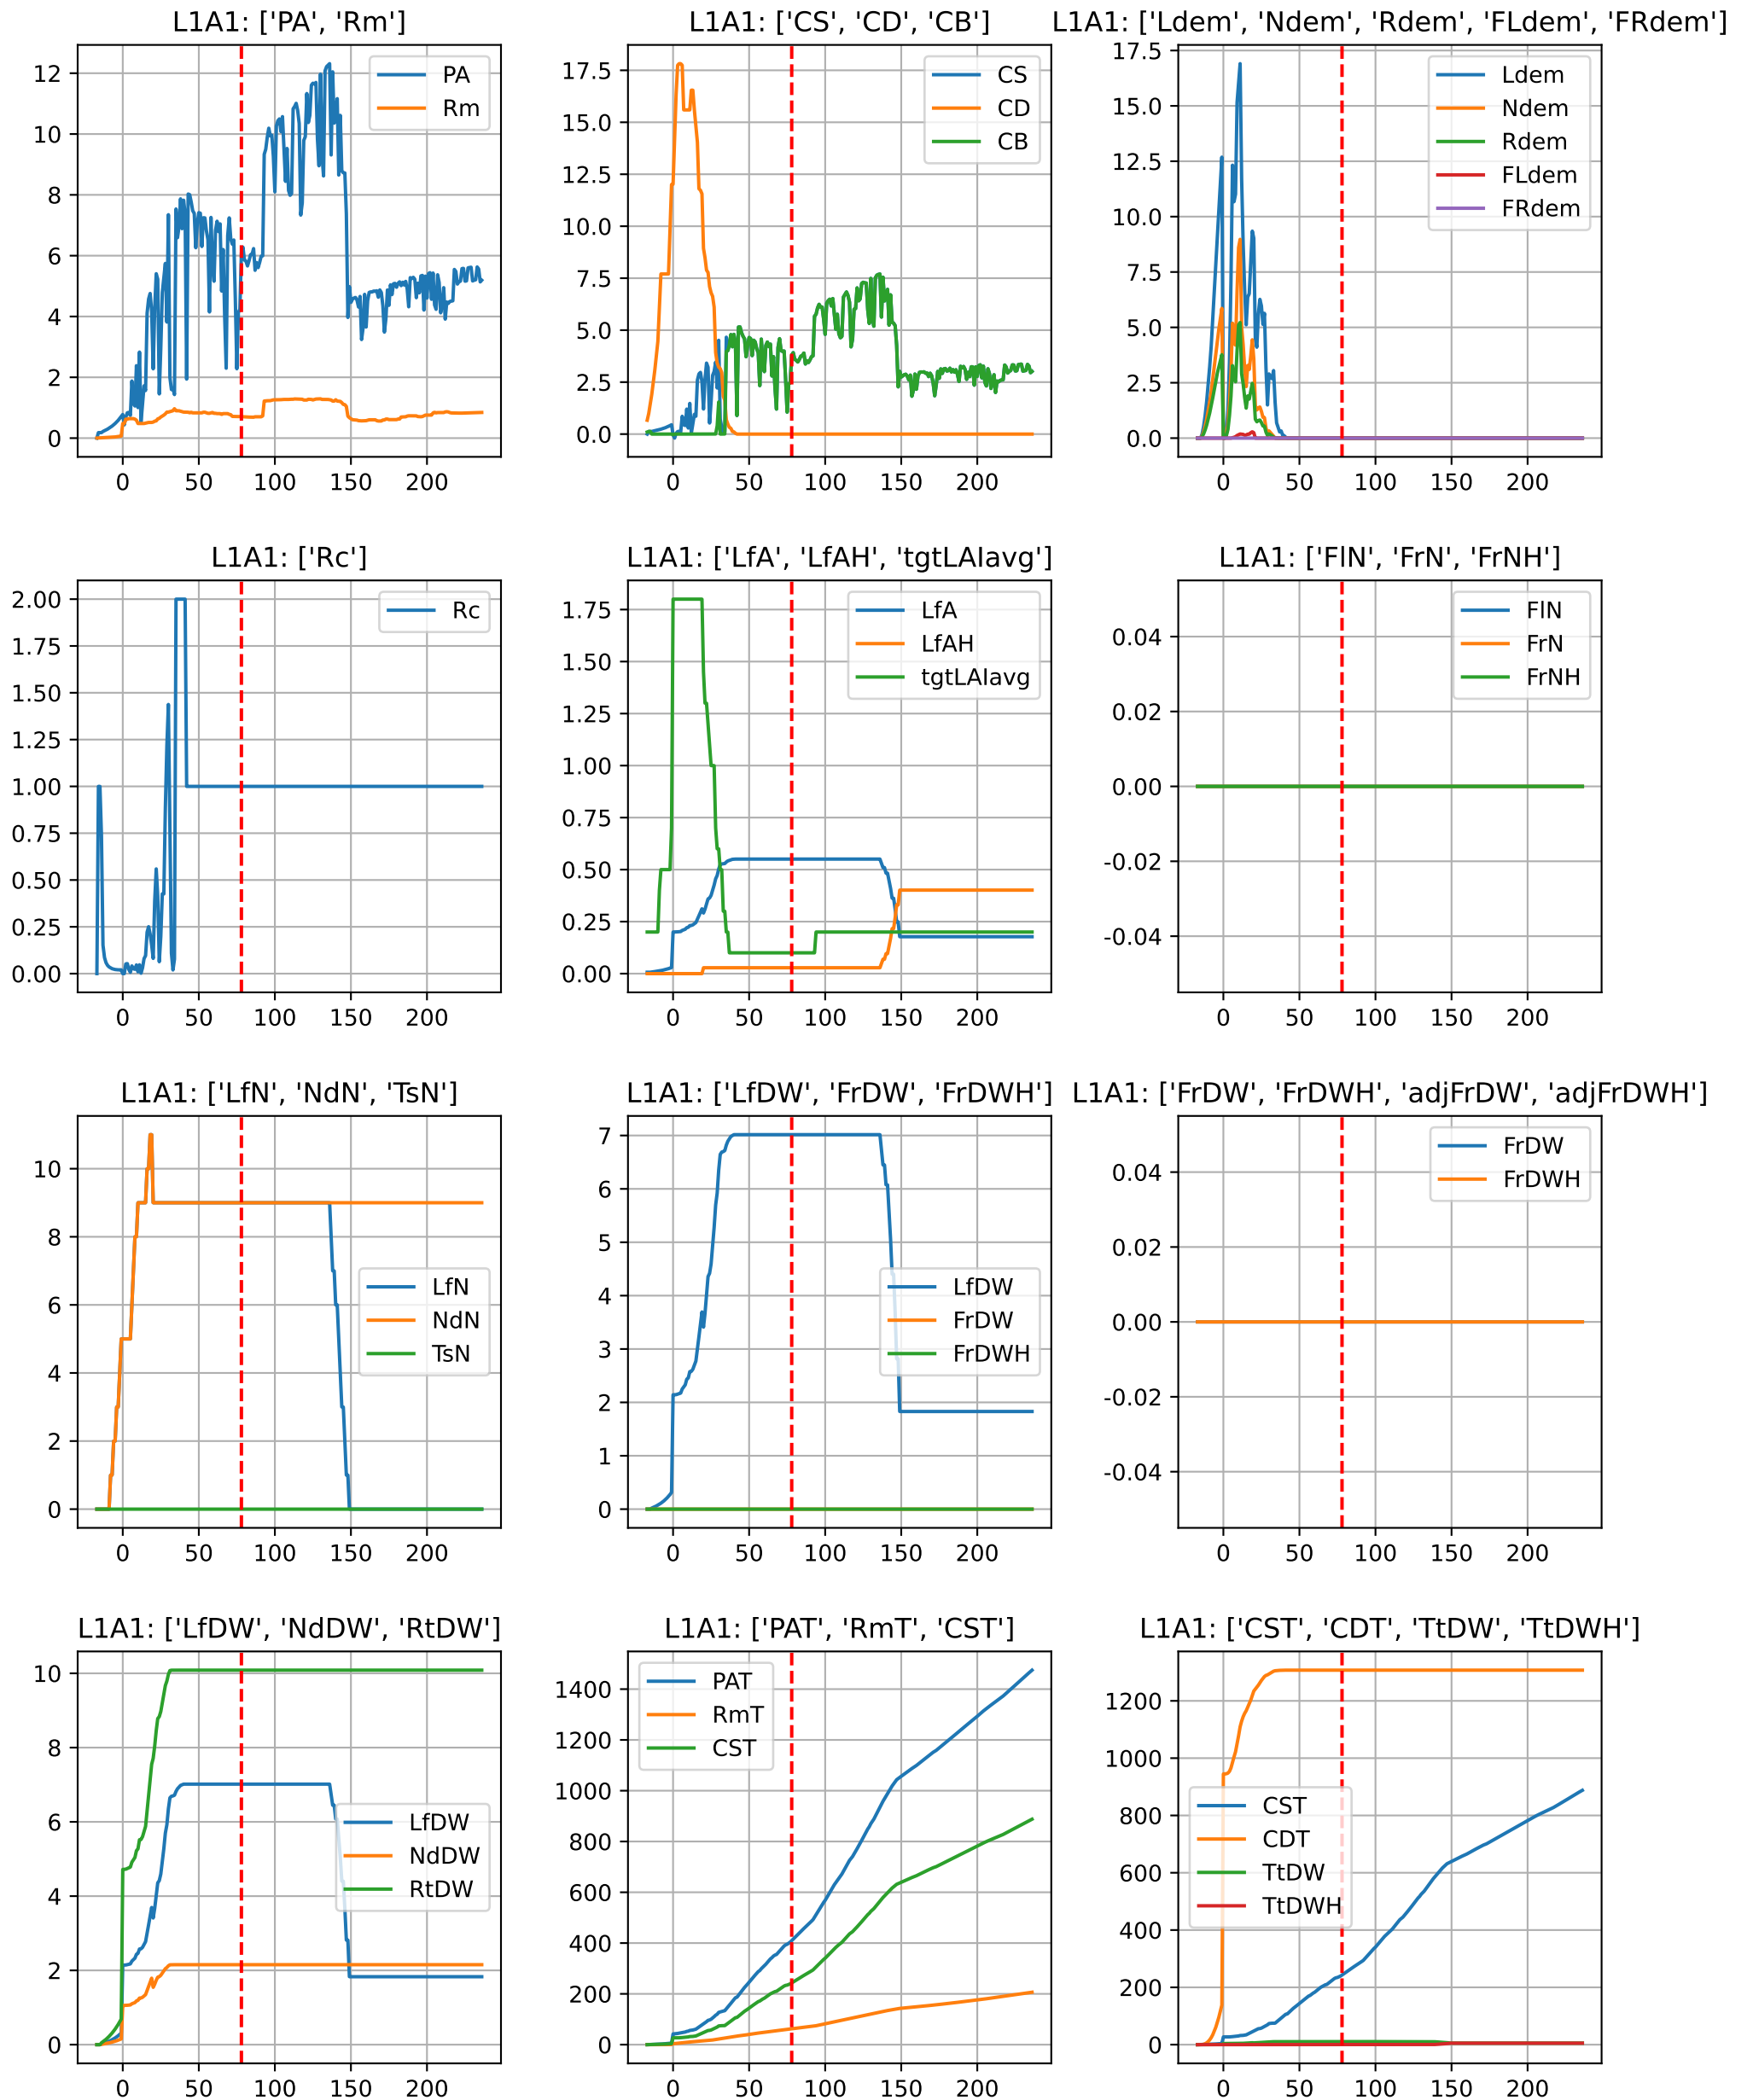 L1A1: ['PA', 'Rm']
PA
Rm
12
10
8
6
4
2
0
0 50 100 150 200
L1A1: ['CS', 'CD', 'CB']
CS
CD
CB
17.5
15.0
12.5
10.0
7.5
5.0
2.5
0.0
0 50 100 150 200
L1A1: ['Ldem', 'Ndem', 'Rdem', 'FLdem', 'FRdem']
Ldem
Ndem
Rdem
FLdem
FRdem
17.5
15.0
12.5
10.0
7.5
5.0
2.5
0.0
0 50 100 150 200
L1A1: ['Rc']
Rc
2.00
1.75
1.50
1.25
1.00
0.75
0.50
0.25
0.00
0 50 100 150 200
L1A1: ['LfA', 'LfAH', 'tgtLAIavg']
LfA
LfAH
tgtLAIavg
1.75
1.50
1.25
1.00
0.75
0.50
0.25
0.00
0 50 100 150 200
L1A1: ['FlN', 'FrN', 'FrNH']
FlN
FrN
FrNH
0.04
0.02
0.00
-0.02
-0.04
0 50 100 150 200
L1A1: ['LfN', 'NdN', 'TsN']
LfN
NdN
TsN
10
8
6
4
2
0
0 50 100 150 200
L1A1: ['LfDW', 'FrDW', 'FrDWH']
LfDW
FrDW
FrDWH
7
6
5
4
3
2
1
0
0 50 100 150 200
L1A1: ['FrDW', 'FrDWH', 'adjFrDW', 'adjFrDWH']
FrDW
FrDWH
0.04
0.02
0.00
-0.02
-0.04
0 50 100 150 200
L1A1: ['LfDW', 'NdDW', 'RtDW']
LfDW
NdDW
RtDW
10
8
6
4
2
0
0 50 100 150 200
L1A1: ['PAT', 'RmT', 'CST']
PAT
RmT
CST
1400
1200
1000
800
600
400
200
0
0 50 100 150 200
L1A1: ['CST', 'CDT', 'TtDW', 'TtDWH']
CST
CDT
TtDW
TtDWH
1200
1000
800
600
400
200
0
0 50 100 150 200